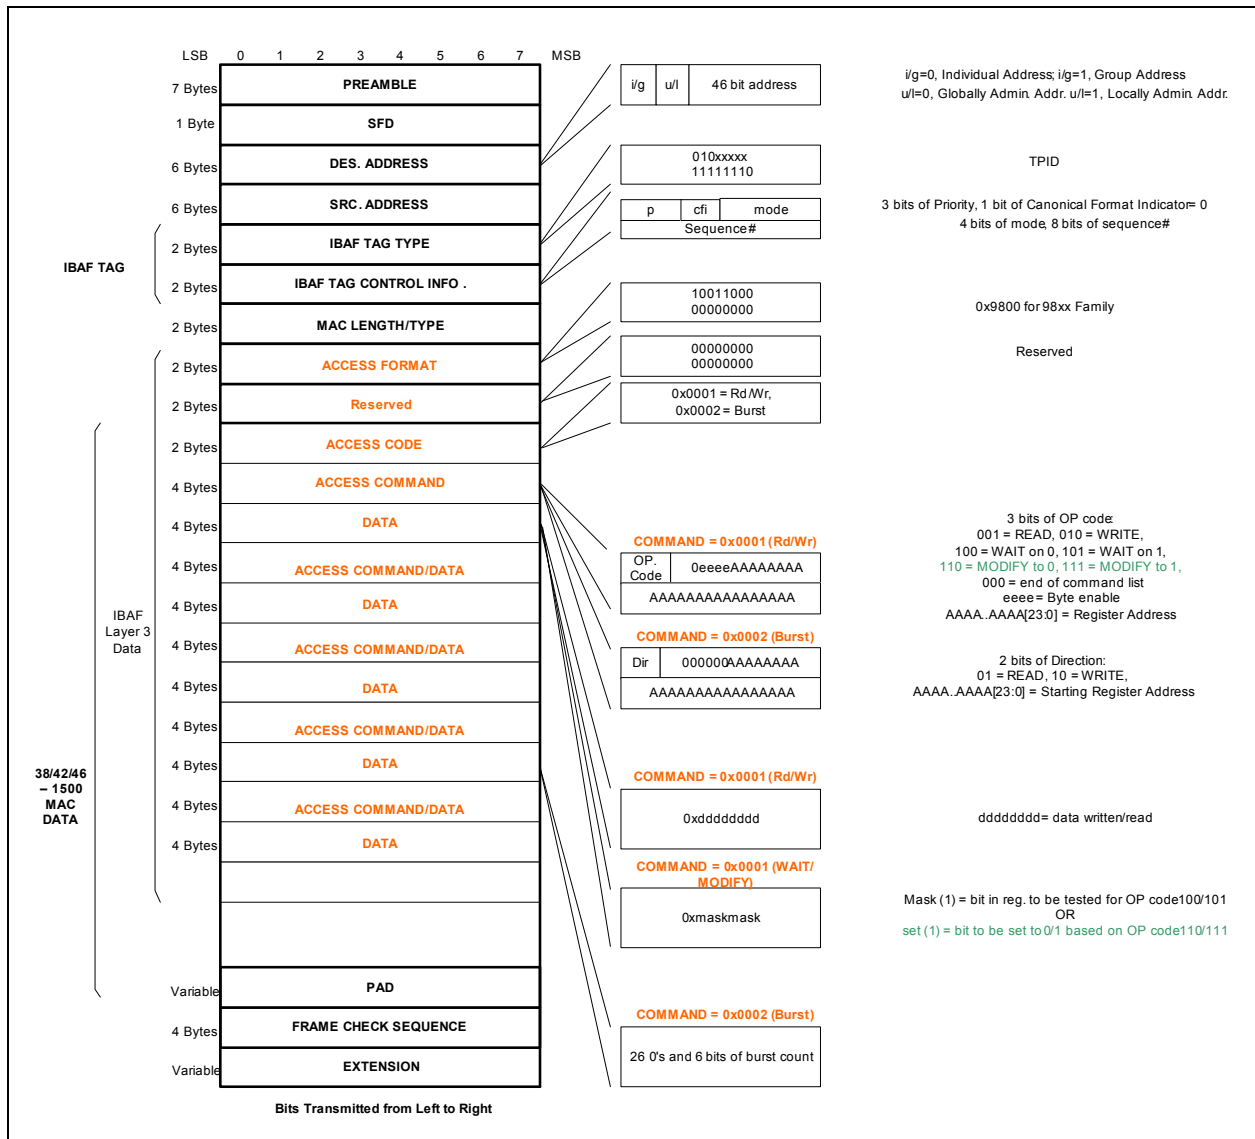 LSB 0 1 2 3 4 5 6 7 MSB
7 Bytes PREAMBLE
1 Byte SFD
6 Bytes DES. ADDRESS
6 Bytes SRC. ADDRESS
IBAF TAG
2 Bytes IBAF TAG TYPE
2 Bytes IBAF TAG CONTROL INFO .
2 Bytes MAC LENGTH/TYPE
2 Bytes ACCESS FORMAT
2 Bytes Reserved
2 Bytes ACCESS CODE
4 Bytes ACCESS COMMAND
4 Bytes DATA
4 Bytes ACCESS COMMAND/DATA
4 Bytes DATA
4 Bytes ACCESS COMMAND/DATA
4 Bytes DATA
4 Bytes ACCESS COMMAND/DATA
4 Bytes DATA
4 Bytes ACCESS COMMAND/DATA
4 Bytes DATA
IBAF
Layer 3
Data
38/42/46
– 1500
MAC
DATA
Variable PAD
4 Bytes FRAME CHECK SEQUENCE
Variable EXTENSION
Bits Transmitted from Left to Right
i/g u/l 46 bit address
i/g=0, Individual Address; i/g=1, Group Address
u/l=0, Globally Admin. Addr. u/l=1, Locally Admin. Addr.
010xxxxx
11111110
TPID
p cfi mode
Sequence#
3 bits of Priority, 1 bit of Canonical Format Indicator= 0
4 bits of mode, 8 bits of sequence#
10011000
00000000
0x9800 for 98xx Family
00000000
00000000
Reserved
0x0001 = Rd/Wr,
0x0002 = Burst
COMMAND = 0x0001 (Rd/Wr)
OP.
Code
0eeeeAAAAAAAA
AAAAAAAAAAAAAAAA
3 bits of OP code:
001 = READ, 010 = WRITE,
100 = WAIT on 0, 101 = WAIT on 1,
110 = MODIFY to 0, 111 = MODIFY to 1,
000 = end of command list
eeee = Byte enable
AAAA..AAAA[23:0] = Register Address
COMMAND = 0x0002 (Burst)
Dir 000000AAAAAAAA
AAAAAAAAAAAAAAAA
2 bits of Direction:
01 = READ, 10 = WRITE,
AAAA..AAAA[23:0] = Starting Register Address
COMMAND = 0x0001 (Rd/Wr)
0xdddddddd
dddddddd= data written/read
COMMAND = 0x0001 (WAIT/
MODIFY)
0xmaskmask
Mask (1) = bit in reg. to be tested for OP code100/101
OR
set (1) = bit to be set to 0/1 based on OP code110/111
COMMAND = 0x0002 (Burst)
26 0's and 6 bits of burst count